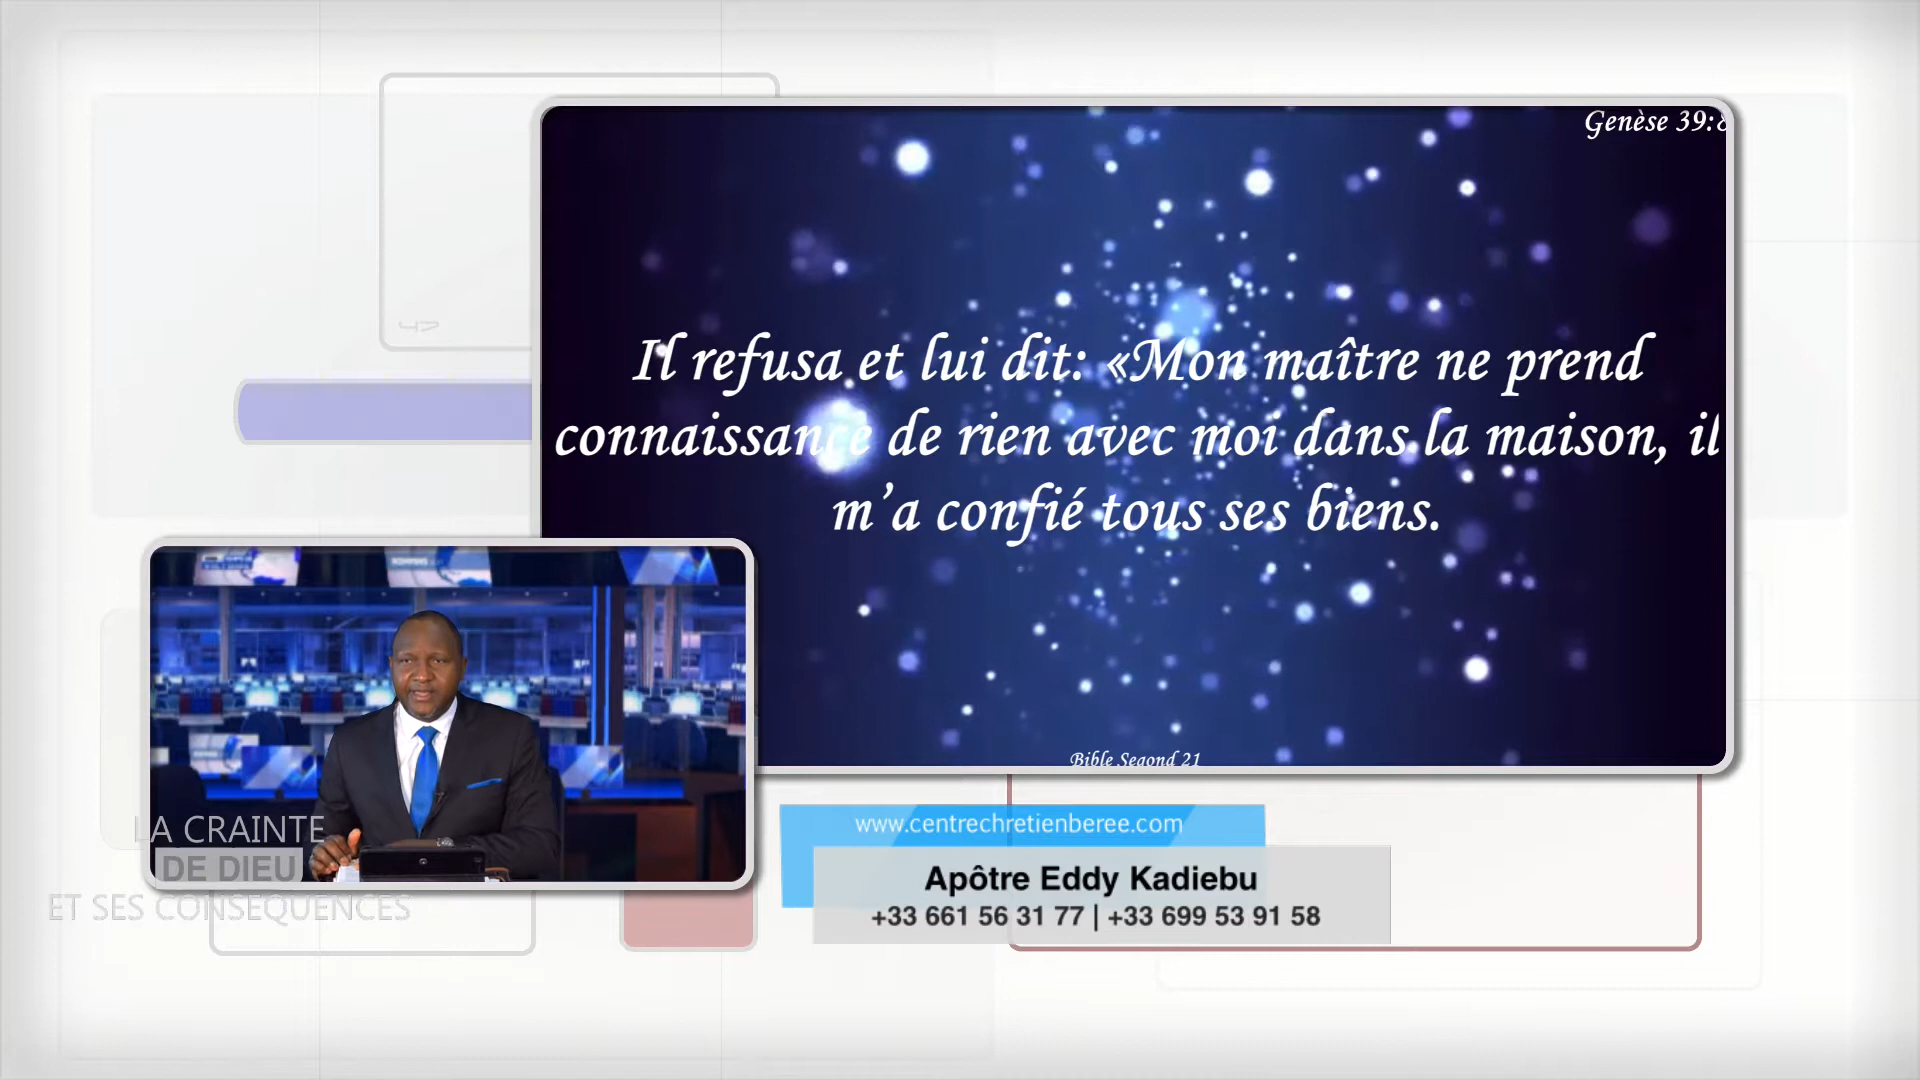 Genèse 39:8
Il refusa et lui dit: «Mon maître ne prend
connaissance de rien avec moi dans la maison, il
m’a confié tous ses biens.
Bible Segond 21
LA CRAINTE
DE DIEU
ET SES CONSEQUENCES
www.centrechretienberee.com
Apôtre Eddy Kadiebu
+33 661 56 31 77 | +33 699 53 91 58